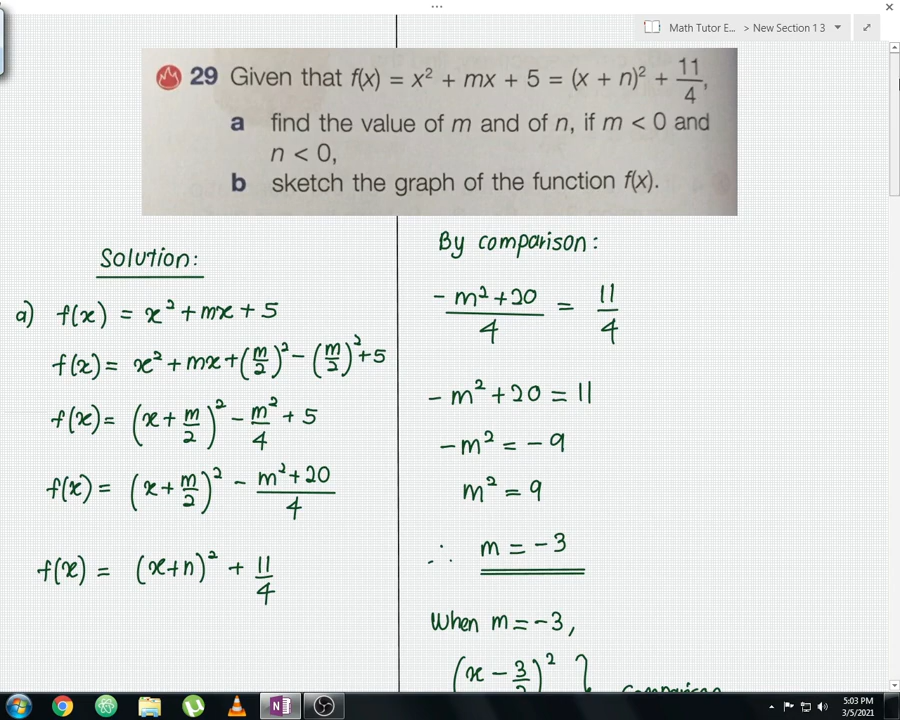 Math Tutor E... > New Section 1 3
29 Given that f(x) = x² + mx + 5 = (x + n)² + 11/4,
a find the value of m and of n, if m < 0 and
n < 0,
b sketch the graph of the function f(x).
Solution:
a) f(x) = x² + mx + 5
f(x) = x² + mx + (m/2)² - (m/2)² + 5
f(x) = (x + m/2)² - m²/4 + 5
f(x) = (x + m/2)² - m²+20/4
f(x) = (x+n)² + 11/4
By comparison:
-m²+20/4 = 11/4
-m² + 20 = 11
-m² = -9
m² = 9
∴ m = -3
When m = -3,
(x - 3/2)² }
5:03 PM
3/5/2021